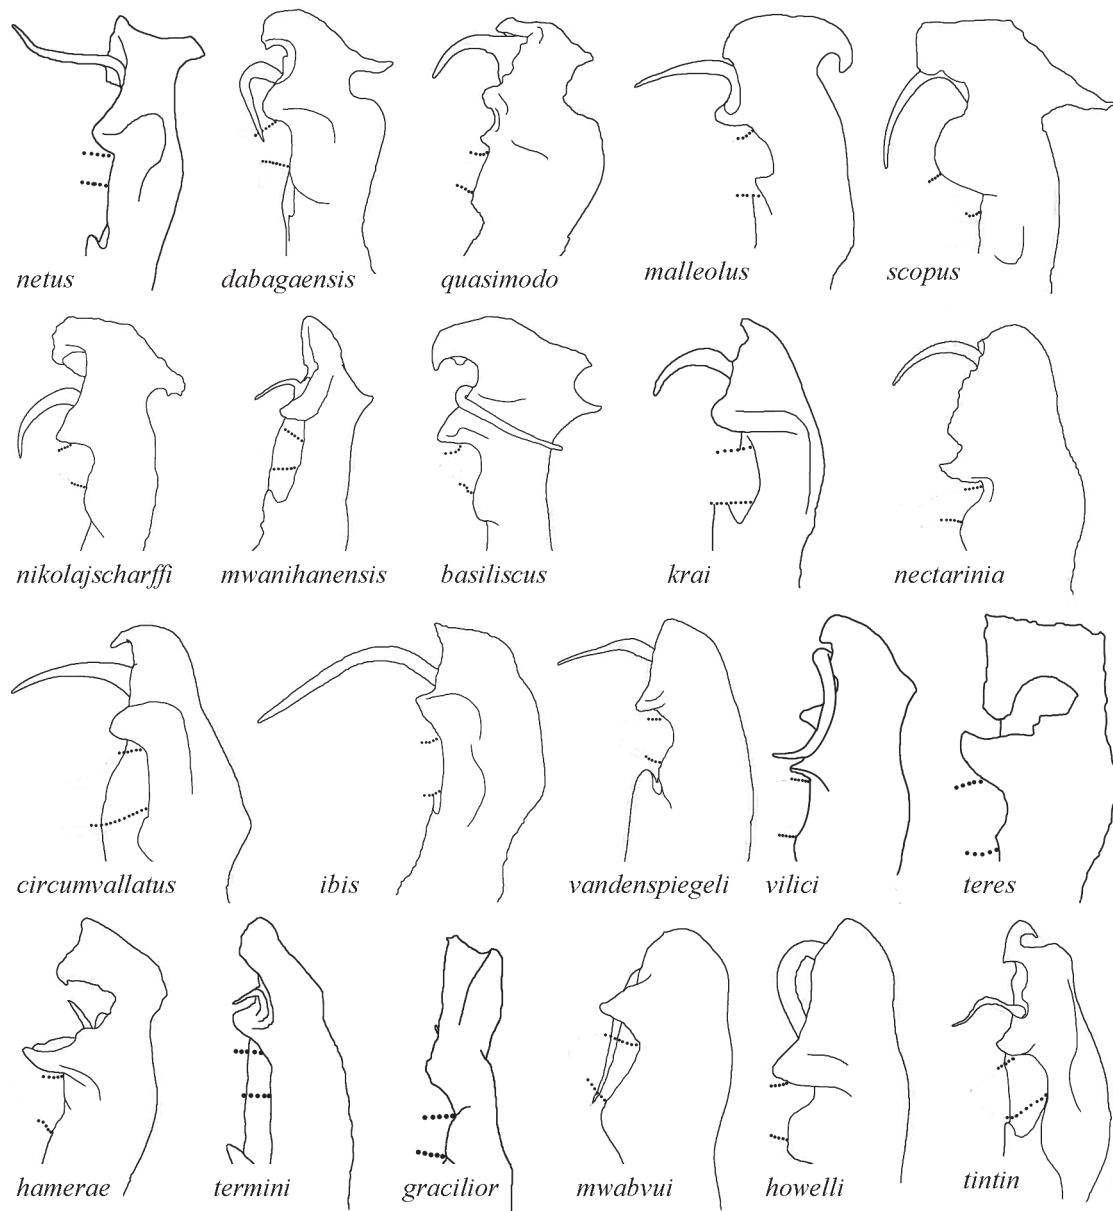 netus dabagaensis quasimodo malleolus scopus
nikolajscharffi mwanihanensis basiliscus krai nectarinia
circumvallatus ibis vandenspiegeli vilici teres
hamerae termini gracilior mwabvui howelli tintin